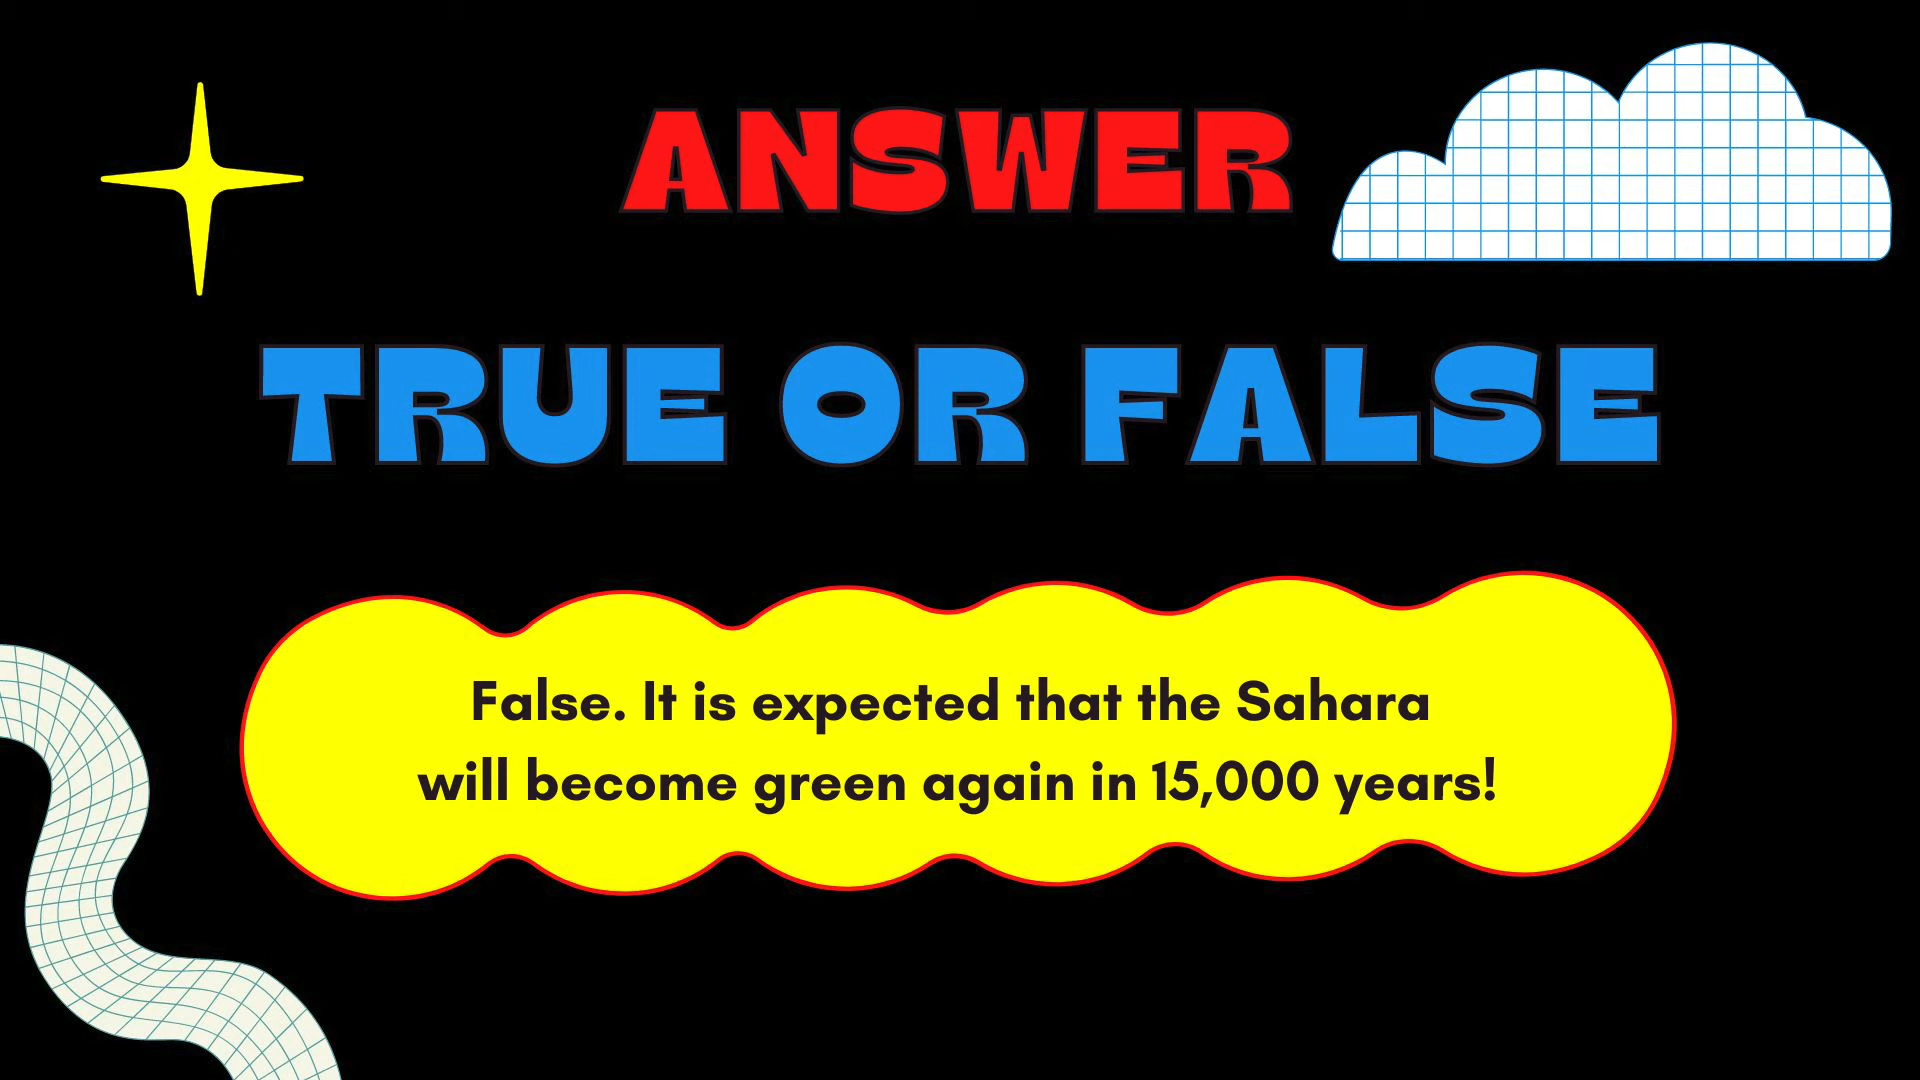 ANSWER
TRUE OR FALSE
False. It is expected that the Sahara
will become green again in 15,000 years!